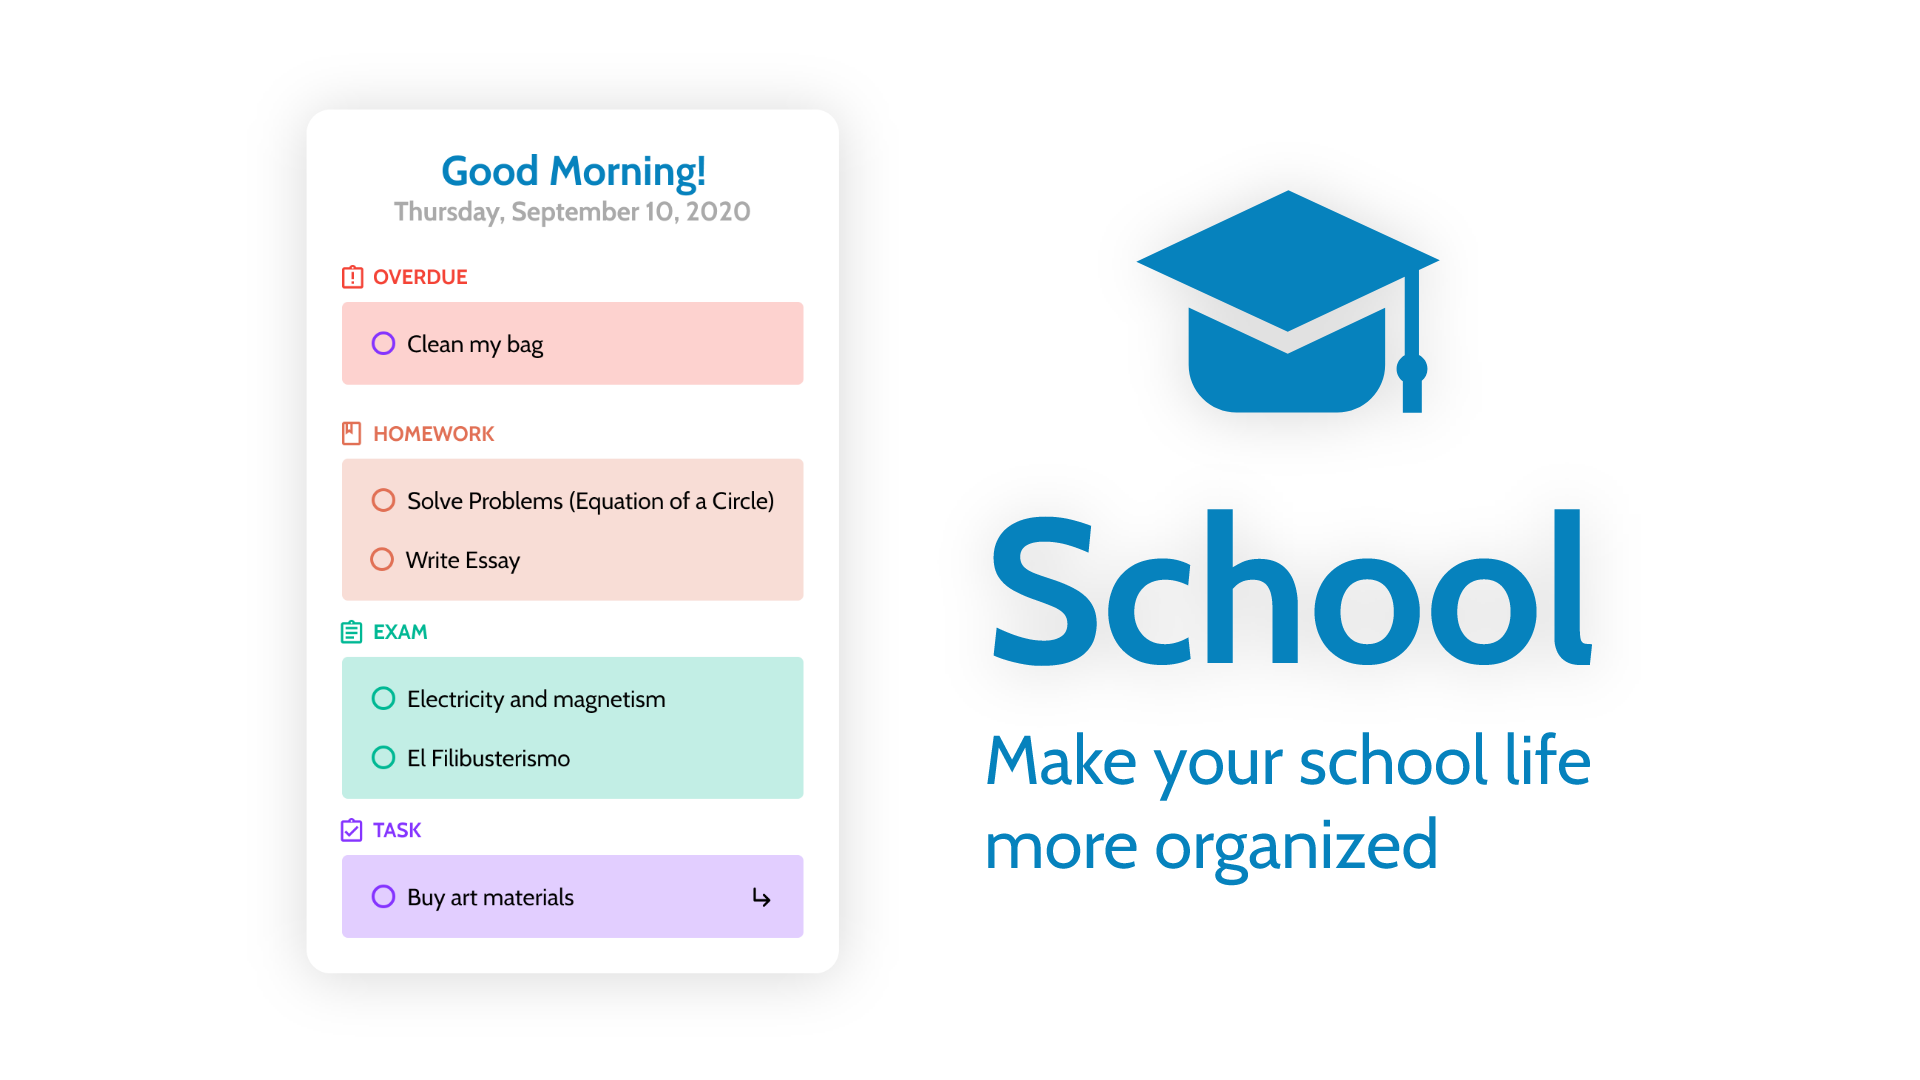 Good Morning!
Thursday, September 10, 2020
OVERDUE
Clean my bag
HOMEWORK
Solve Problems (Equation of a Circle)
Write Essay
EXAM
Electricity and magnetism
El Filibusterismo
TASK
Buy art materials
School
Make your school life
more organized